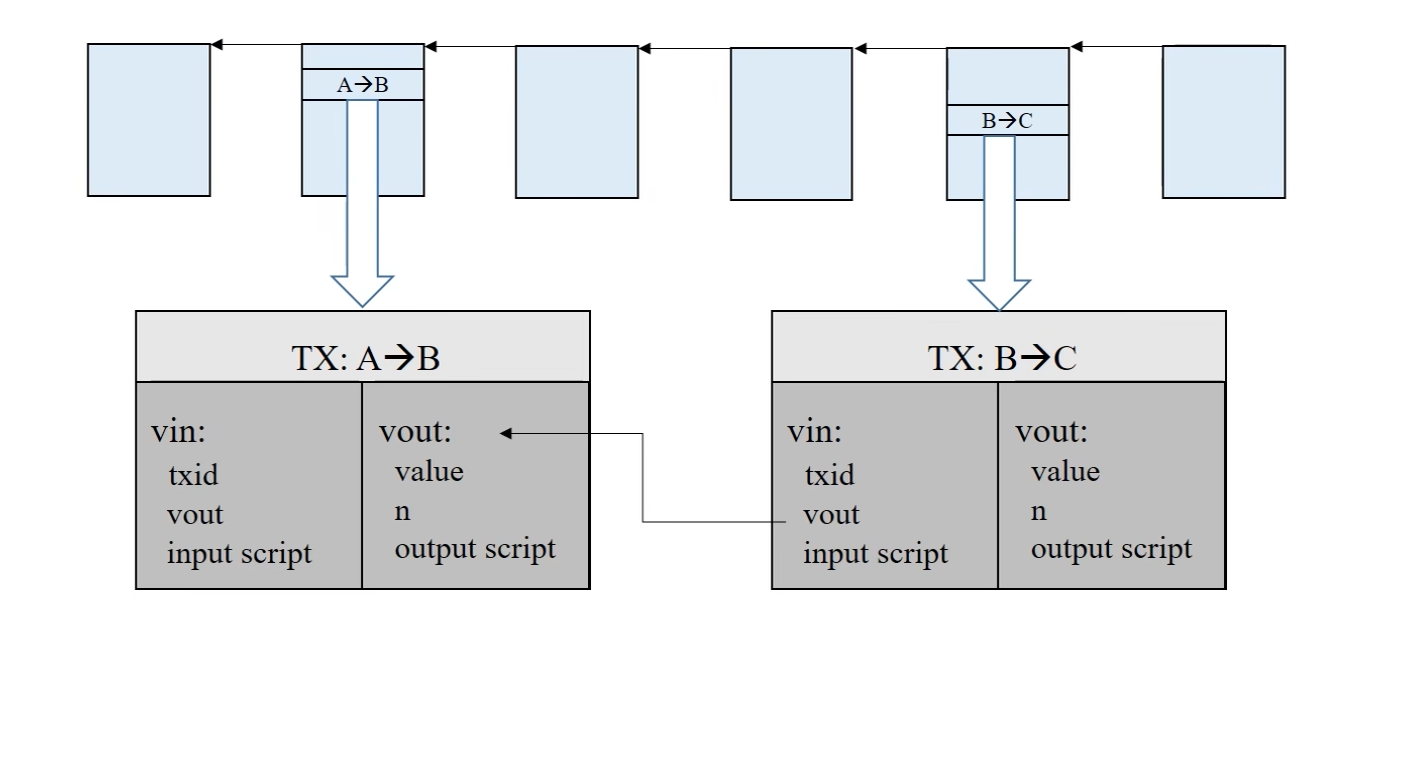 A→B
B→C
TX: A→B
vin:
txid
vout
input script
vout:
value
n
output script
TX: B→C
vin:
txid
vout
input script
vout:
value
n
output script